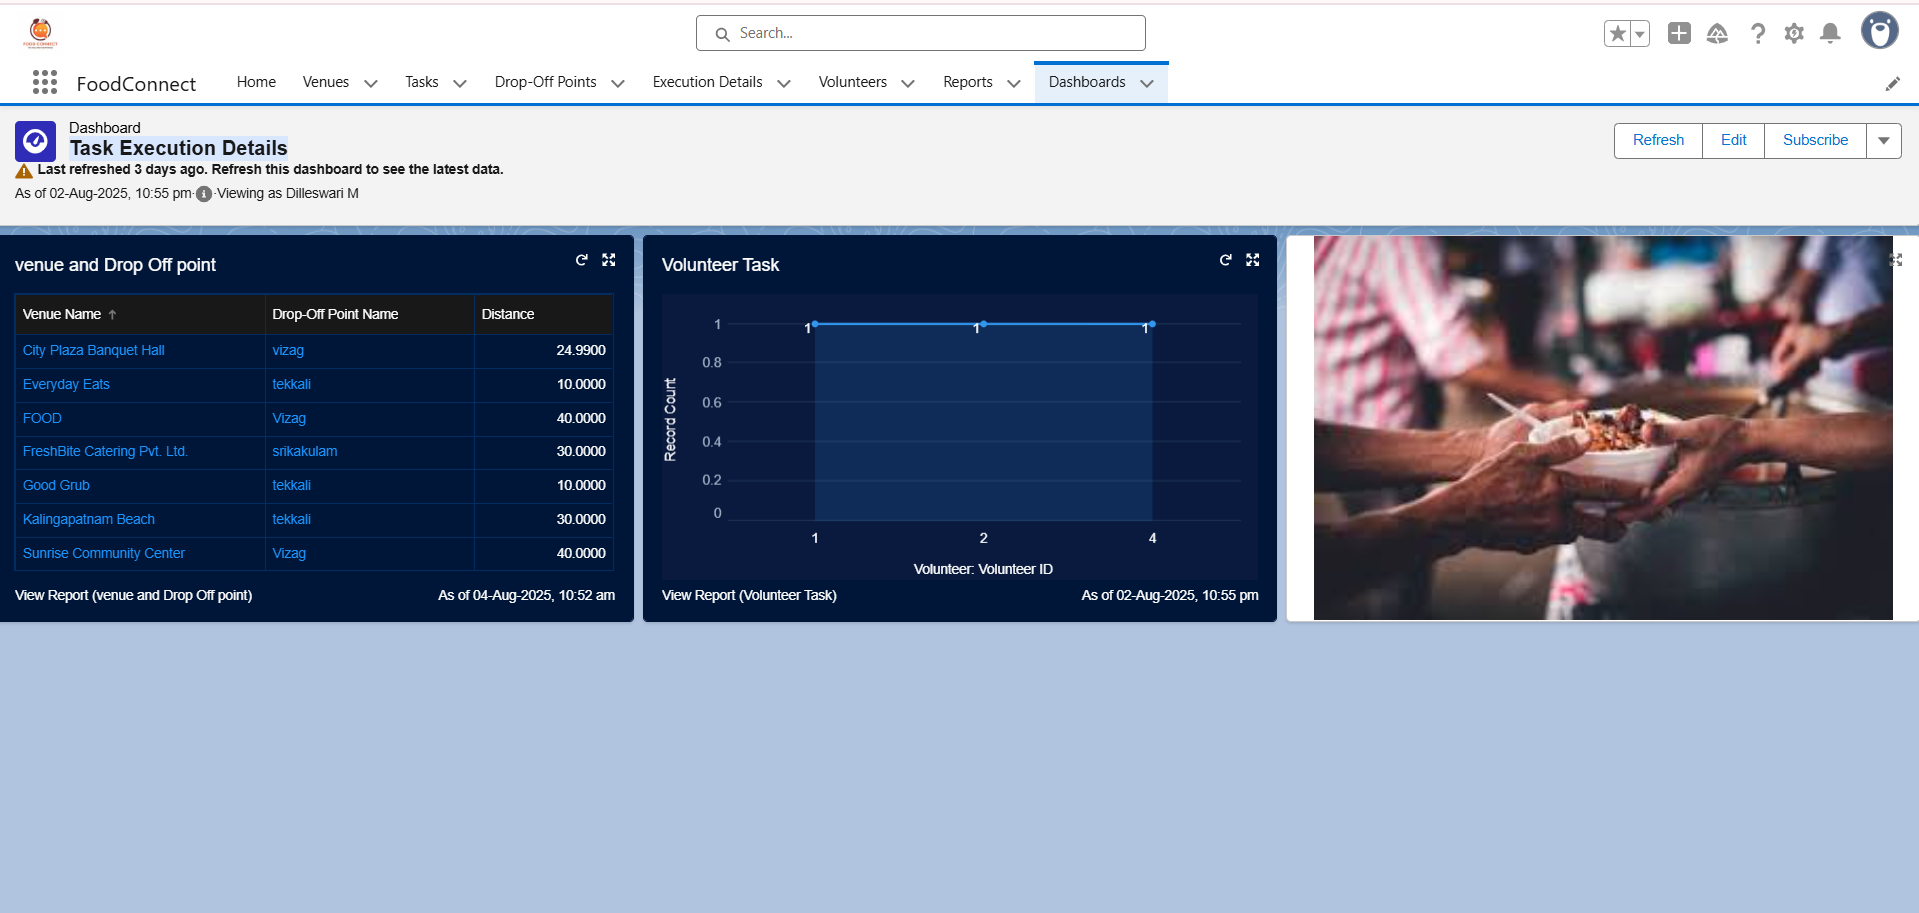 FOOD CONNECT
Search...
FoodConnect
Home Venues Tasks Drop-Off Points Execution Details Volunteers Reports Dashboards
Dashboard
Task Execution Details
Last refreshed 3 days ago. Refresh this dashboard to see the latest data.
As of 02-Aug-2025, 10:55 pm·Viewing as Dilleswari M
Refresh Edit Subscribe
venue and Drop Off point
Venue Name ↑ Drop-Off Point Name Distance
City Plaza Banquet Hall vizag 24.9900
Everyday Eats tekkali 10.0000
FOOD Vizag 40.0000
FreshBite Catering Pvt. Ltd. srikakulam 30.0000
Good Grub tekkali 10.0000
Kalingapatnam Beach tekkali 30.0000
Sunrise Community Center Vizag 40.0000
View Report (venue and Drop Off point) As of 04-Aug-2025, 10:52 am
Volunteer Task
Record Count
1
0.8
0.6
0.4
0.2
0
1 1 1
1 2 4
Volunteer: Volunteer ID
View Report (Volunteer Task) As of 02-Aug-2025, 10:55 pm